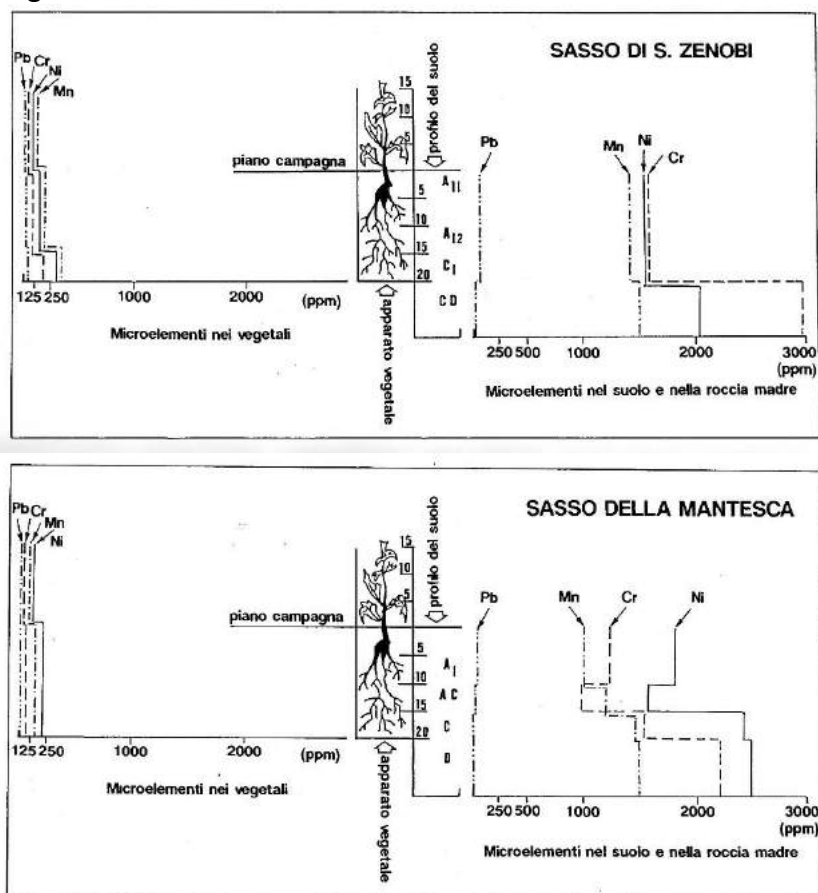 SASSO DI S. ZENOBI
Pb Cr Ni Mn
piano campagna
15
10
5
profilo del suolo
5
10
15
20
A11
A12
C1
CD
125 250 1000 2000 (ppm)
Microelementi nei vegetali
apparato vegetale
Pb Mn Ni Cr
250 500 1000 2000 3000
(ppm)
Microelementi nel suolo e nella roccia madre
SASSO DELLA MANTESCA
Pb Cr Mn Ni
piano campagna
15
10
5
profilo del suolo
5
10
15
20
A1
AC
C
D
125 250 1000 2000 (ppm)
Microelementi nei vegetali
apparato vegetale
Pb Mn Cr Ni
250 500 1000 2000 3000
(ppm)
Microelementi nel suolo e nella roccia madre